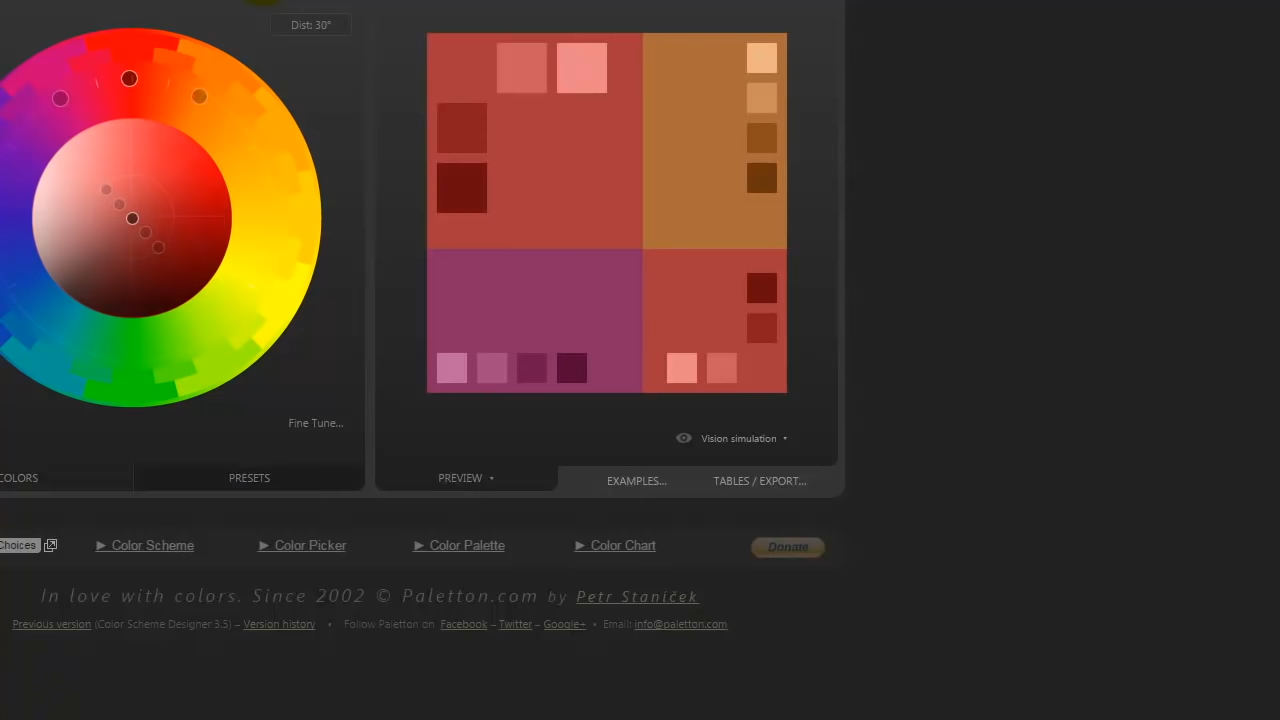 Dist: 30°
Fine Tune...
Vision simulation ▾
COLORS
PRESETS
PREVIEW ▾
EXAMPLES...
TABLES / EXPORT...
Choices
► Color Scheme
► Color Picker
► Color Palette
► Color Chart
Donate
In love with colors. Since 2002 © Paletton.com by Petr Staníček
Previous version (Color Scheme Designer 3.5) – Version history • Follow Paletton on Facebook – Twitter – Google+ • Email: info@paletton.com